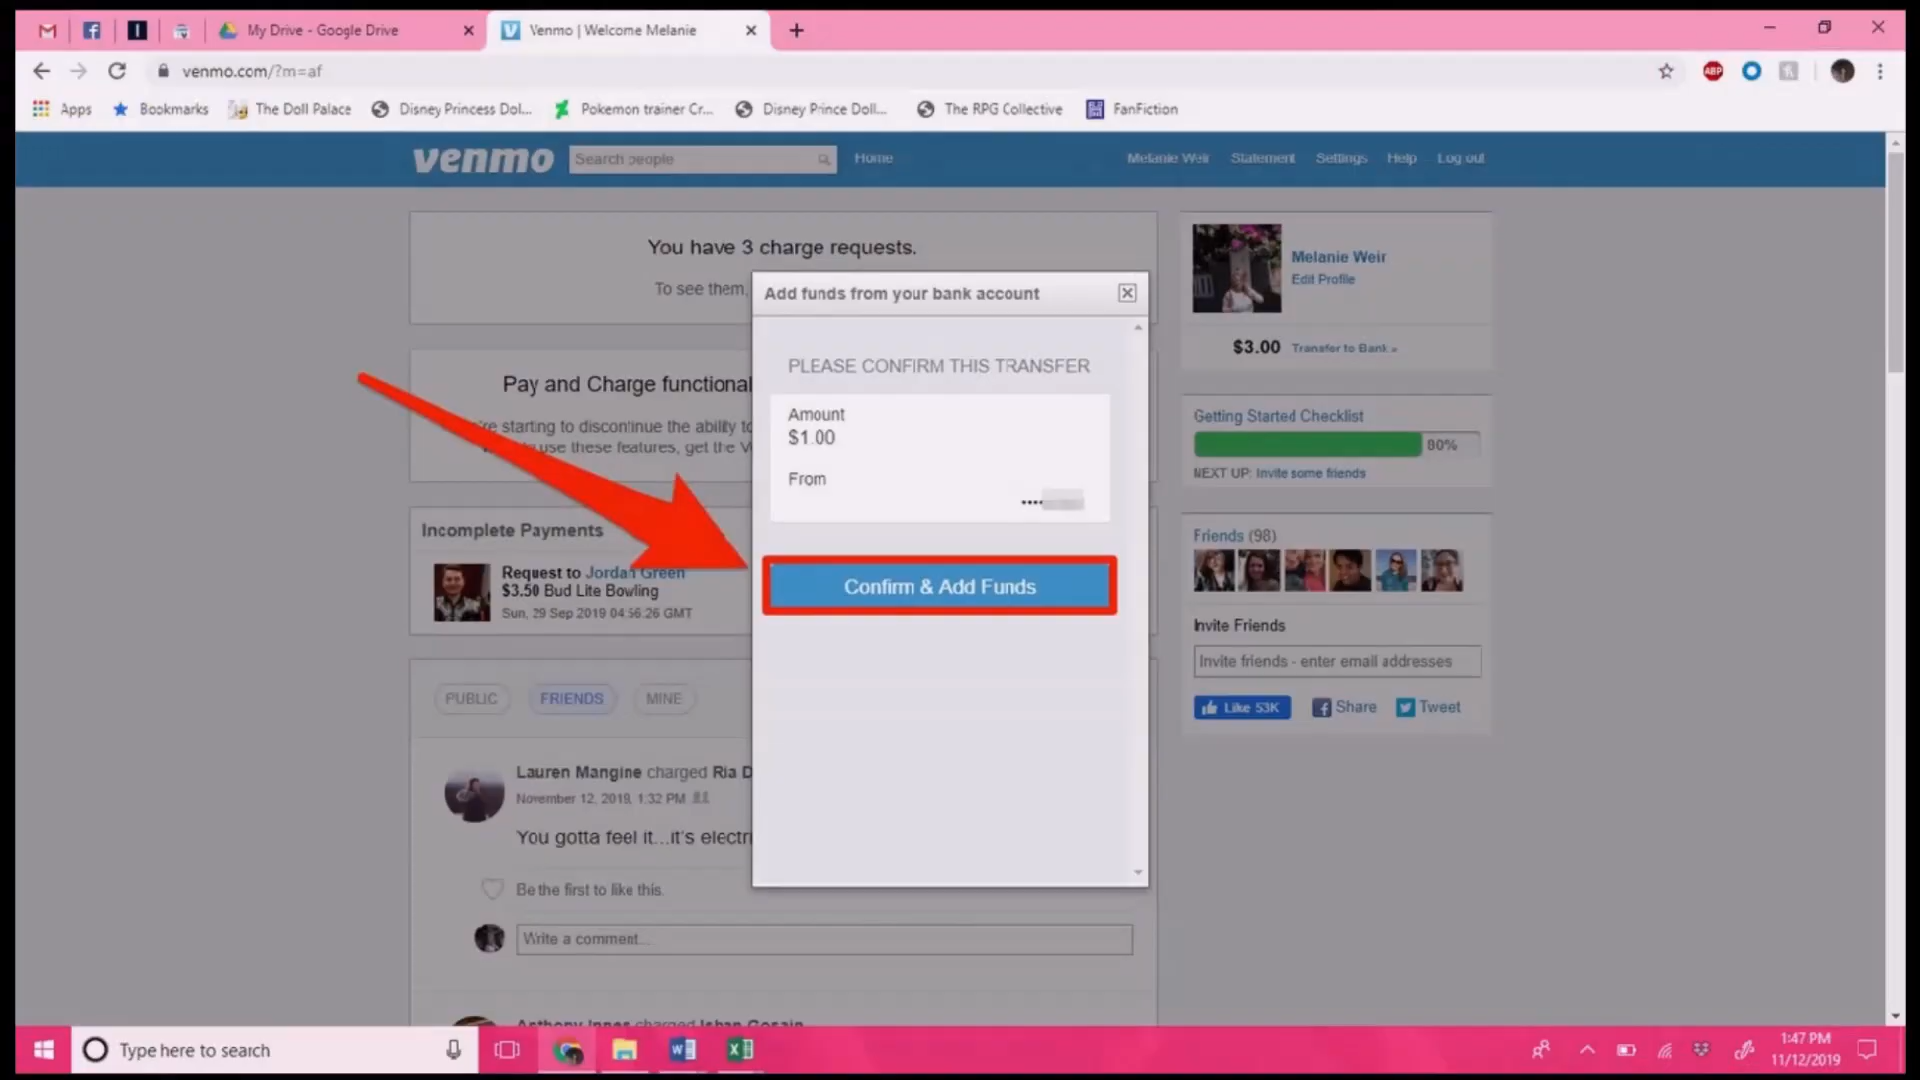 My Drive - Google Drive
Venmo | Welcome Melanie
venmo.com/?m=af
ABP
Apps
Bookmarks
The Doll Palace
Disney Princess Dol...
Pokemon trainer Cr...
Disney Prince Doll...
The RPG Collective
FanFiction
venmo
Search people
Home
Melanie Weir
Statement
Settings
Help
Log out
You have 3 charge requests.
To see them,
Pay and Charge functional
're starting to discontinue the ability to
use these features, get the V
Incomplete Payments
Request to Jordan Green
$3.50 Bud Lite Bowling
Sun, 29 Sep 2019 04:56:26 GMT
PUBLIC
FRIENDS
MINE
Lauren Mangine charged Ria D
November 12, 2019, 1:32 PM
You gotta feel it...it's electri
Be the first to like this.
Write a comment...
Anthony Innes charged Ishan Gosain
Add funds from your bank account
PLEASE CONFIRM THIS TRANSFER
Amount
$1.00
From
••••
Confirm & Add Funds
Melanie Weir
Edit Profile
$3.00 Transfer to Bank »
Getting Started Checklist
80%
NEXT UP: Invite some friends
Friends (98)
Invite Friends
Invite friends - enter email addresses
Like 53K
Share
Tweet
Type here to search
1:47 PM
11/12/2019